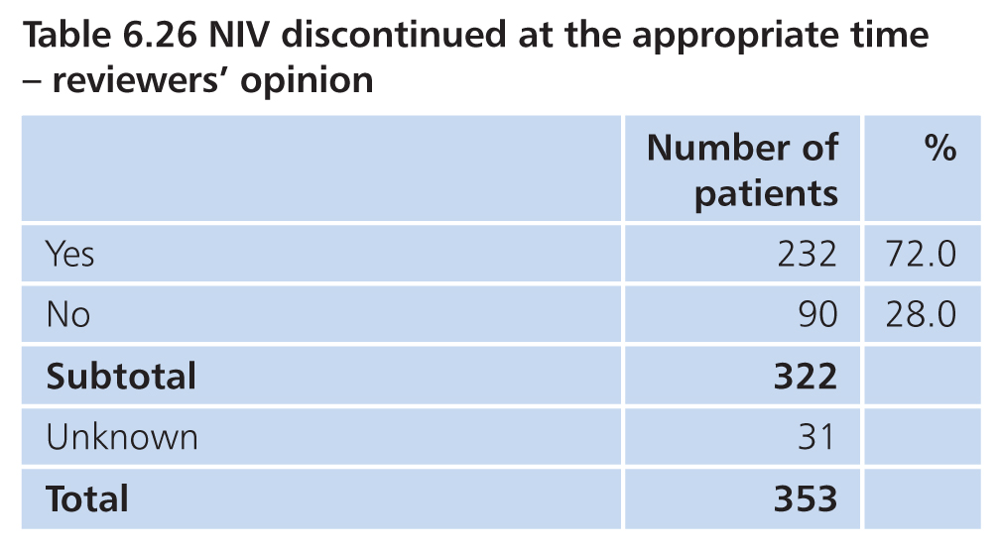 Table 6.26 NIV discontinued at the appropriate time
– reviewers’ opinion
Number of patients %
Yes 232 72.0
No 90 28.0
Subtotal 322
Unknown 31
Total 353